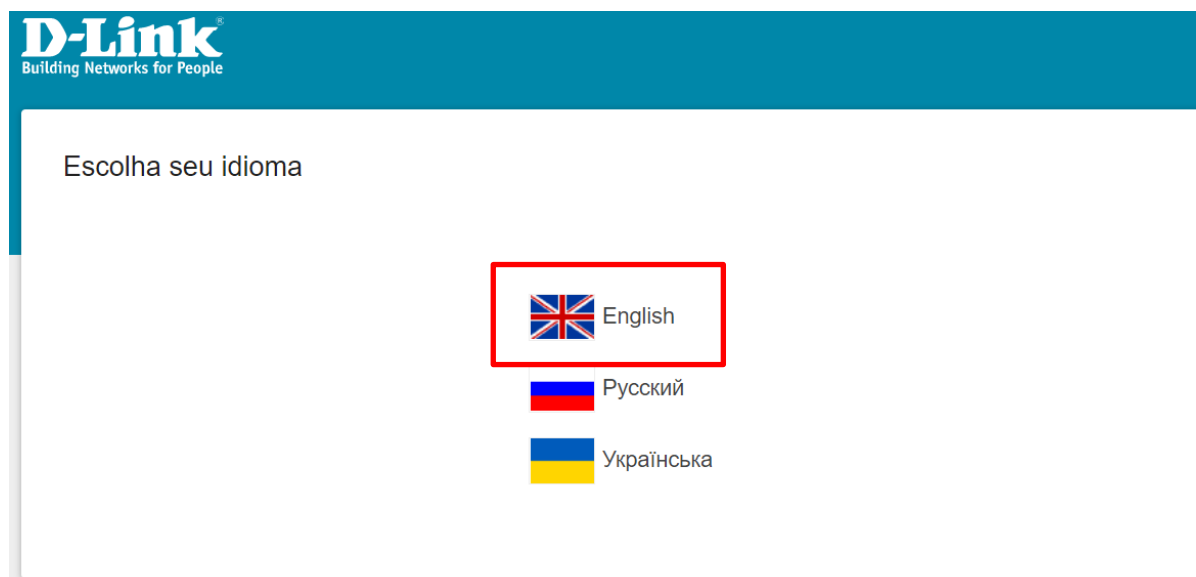 D-Link®
Building Networks for People
Escolha seu idioma
English
Русский
Українська